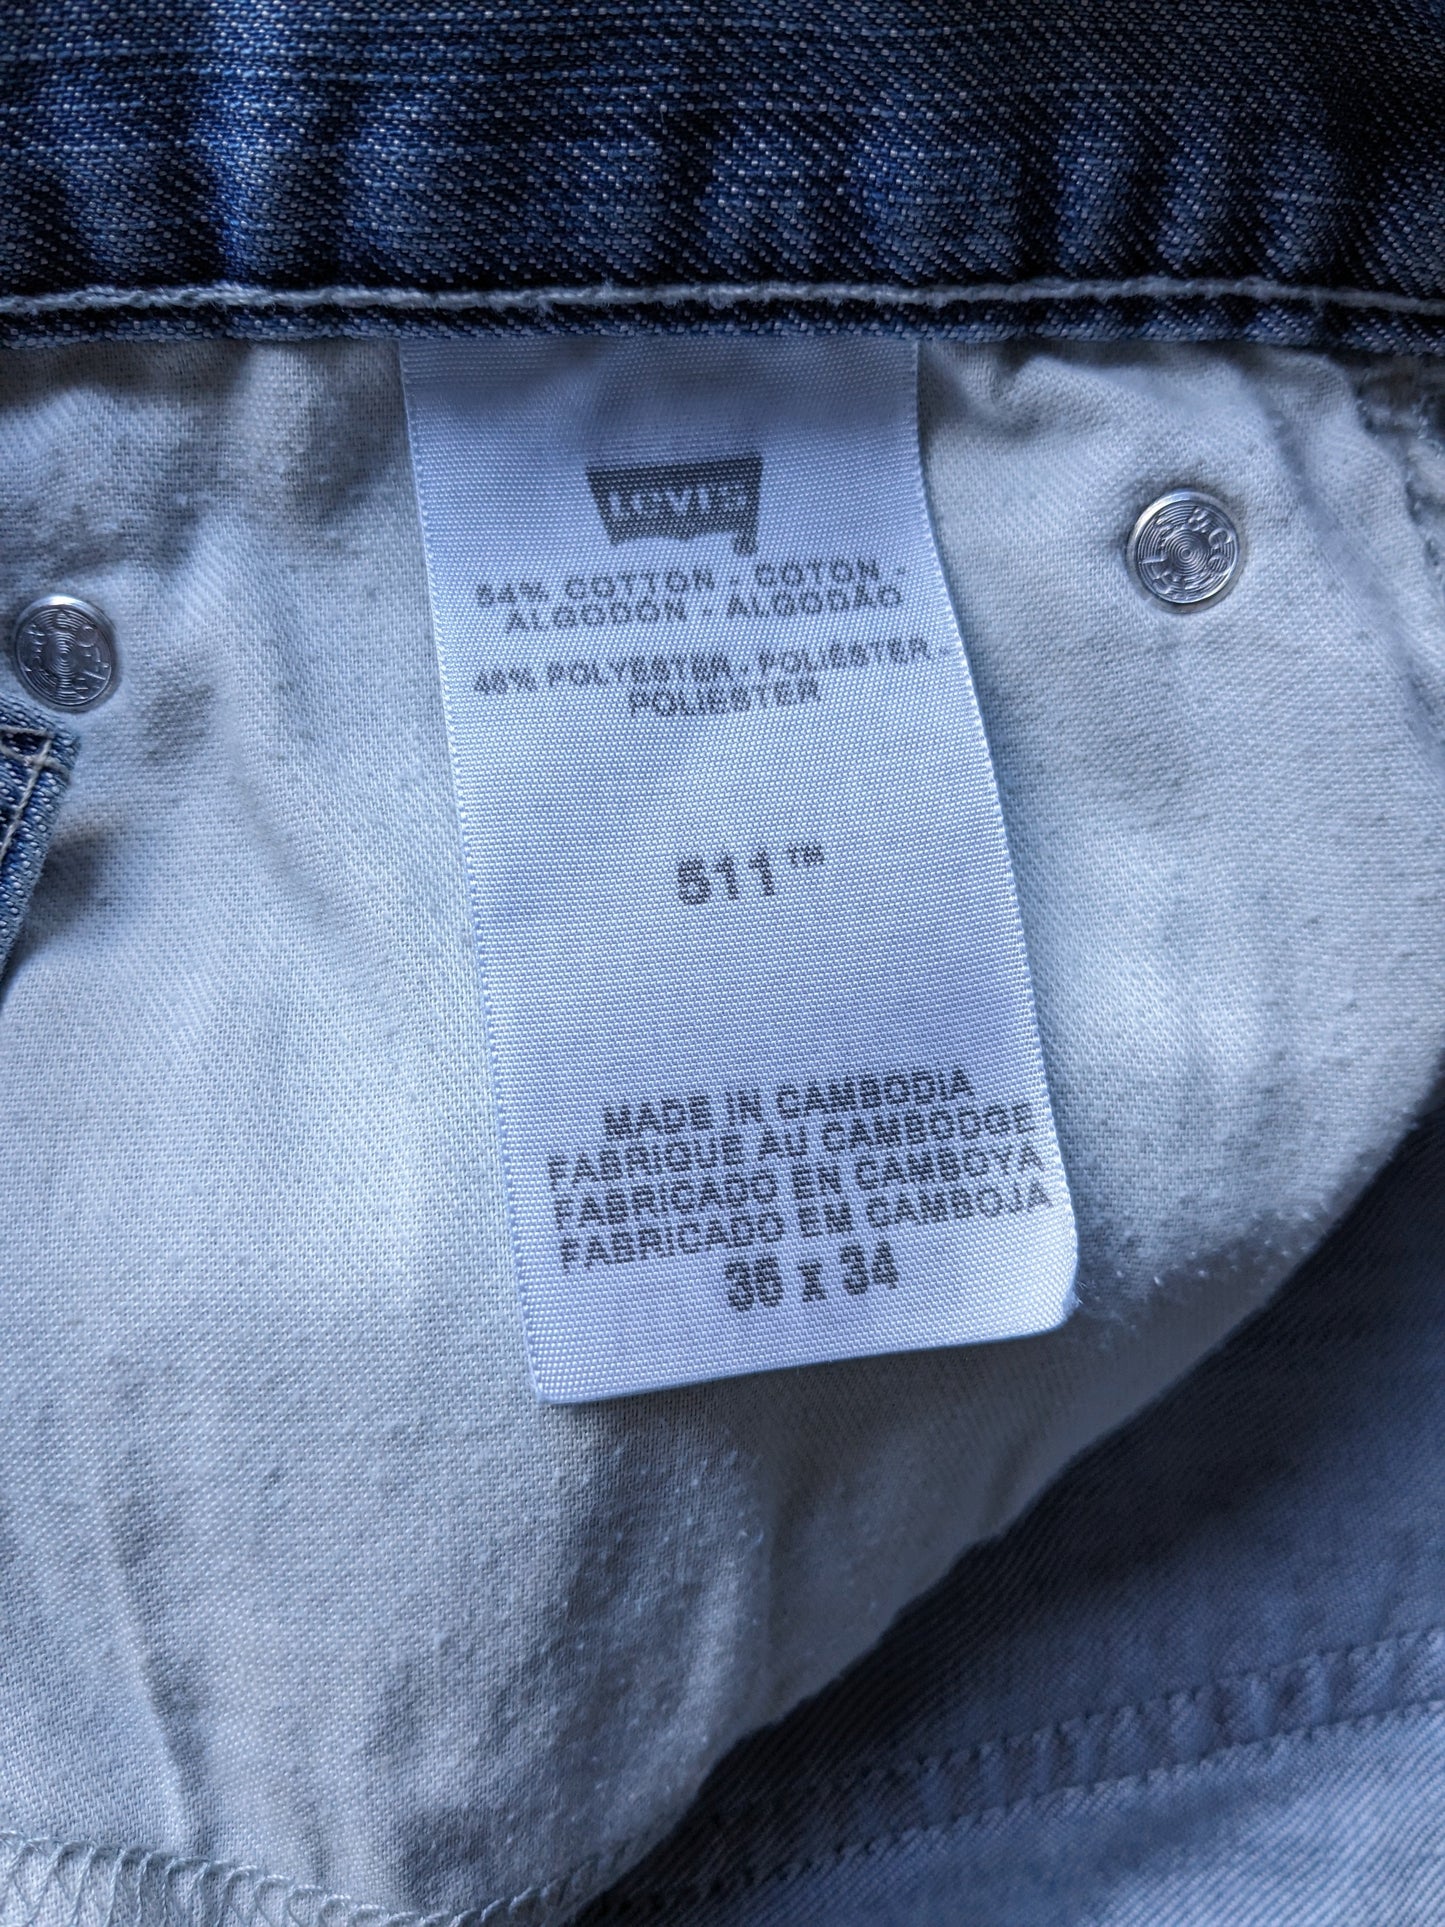 Levi's
54% COTTON - COTON -
ALGODÓN - ALGODÃO
46% POLYESTER - POLIÉSTER -
POLIESTER
511™
MADE IN CAMBODIA
FABRIQUE AU CAMBODGE
FABRICADO EN CAMBOYA
FABRICADO EM CAMBOJA
36 x 34